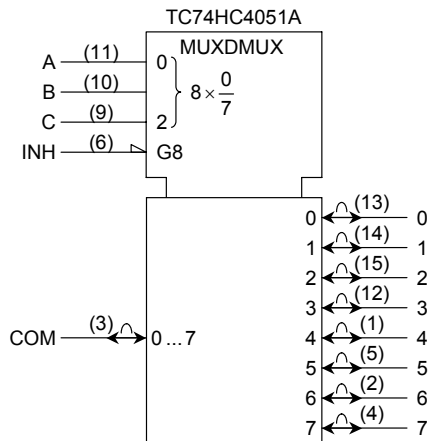 TC74HC4051A
MUXDMUX
A (11) 0
B (10) 8 × 0/7
C (9) 2
INH (6) G8
0 (13) 0
1 (14) 1
2 (15) 2
3 (12) 3
COM (3) 0...7 4 (1) 4
5 (5) 5
6 (2) 6
7 (4) 7